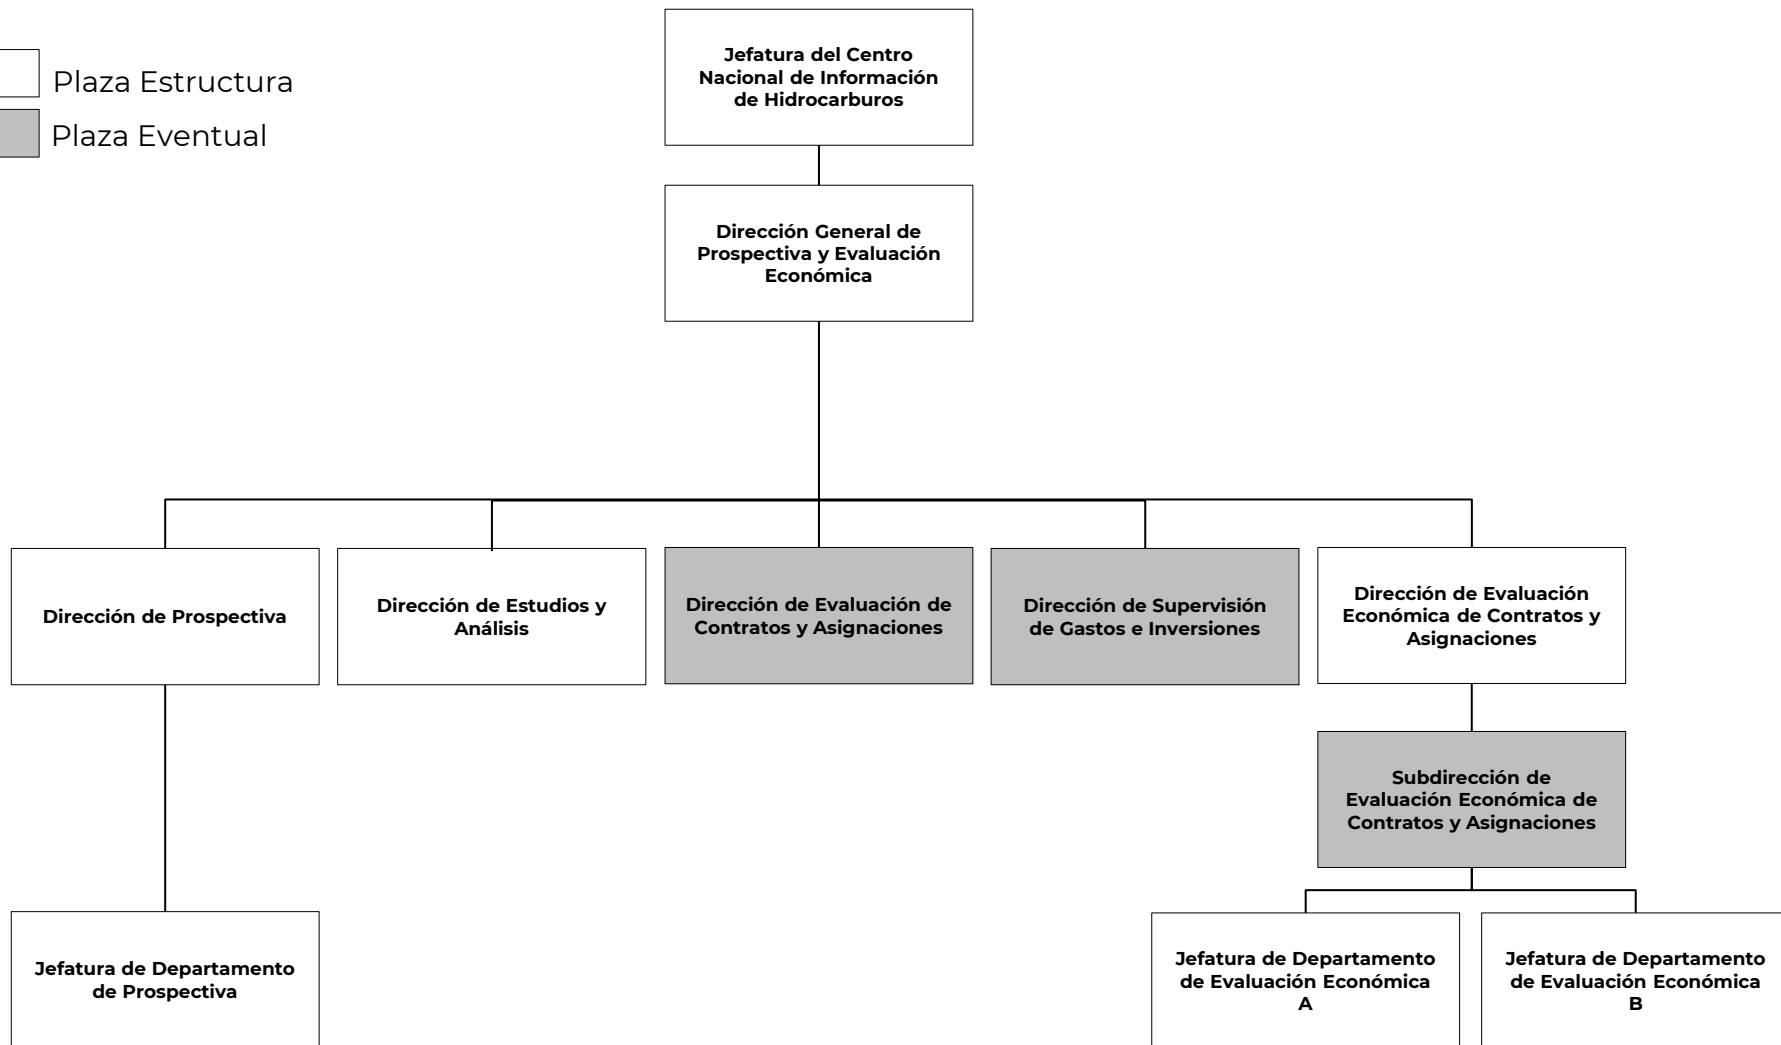 Jefatura del Centro
Nacional de Información
de Hidrocarburos
Plaza Estructura
Plaza Eventual
Dirección General de
Prospectiva y Evaluación
Económica
Dirección de Prospectiva
Dirección de Estudios y
Análisis
Dirección de Evaluación de
Contratos y Asignaciones
Dirección de Supervisión
de Gastos e Inversiones
Dirección de Evaluación
Económica de Contratos y
Asignaciones
Subdirección de
Evaluación Económica de
Contratos y Asignaciones
Jefatura de Departamento
de Prospectiva
Jefatura de Departamento
de Evaluación Económica
A
Jefatura de Departamento
de Evaluación Económica
B